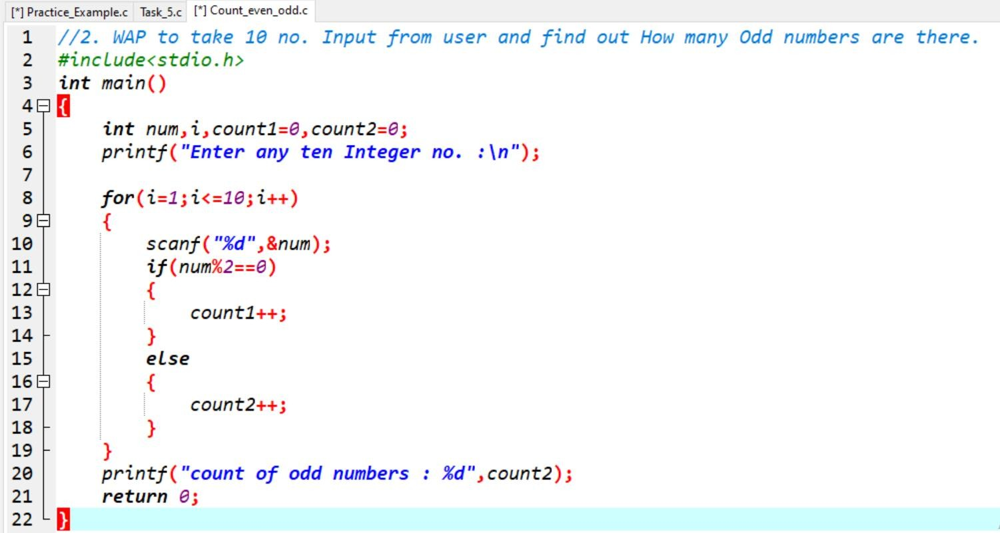 [*] Practice_Example.c Task_5.c [*] Count_even_odd.c
1 //2. WAP to take 10 no. Input from user and find out How many Odd numbers are there.
2 #include<stdio.h>
3 int main()
4 {
5 int num,i,count1=0,count2=0;
6 printf("Enter any ten Integer no. :\n");
7
8 for(i=1;i<=10;i++)
9 {
10 scanf("%d",&num);
11 if(num%2==0)
12 {
13 count1++;
14 }
15 else
16 {
17 count2++;
18 }
19 }
20 printf("count of odd numbers : %d",count2);
21 return 0;
22 }